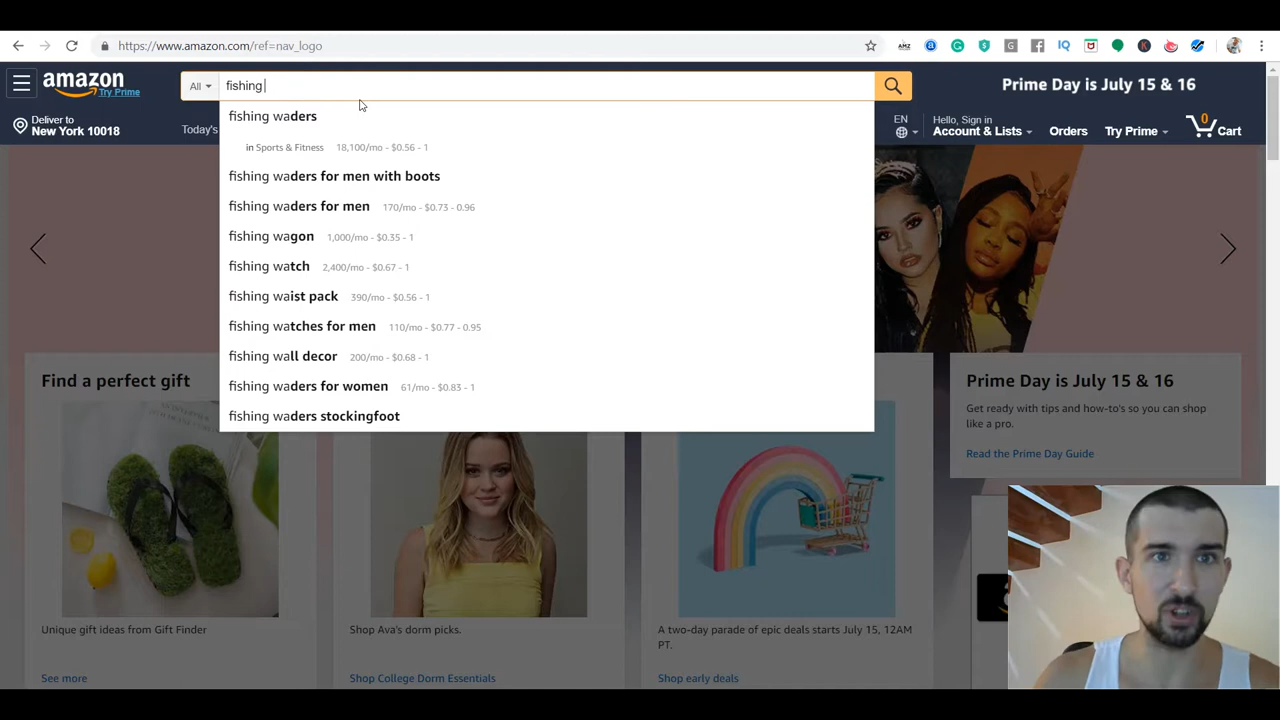 https://www.amazon.com/ref=nav_logo
amazon
Try Prime
All
fishing
Prime Day is July 15 & 16
Deliver to
New York 10018
Today's
EN
Hello, Sign in
Account & Lists
Orders
Try Prime
0
Cart
fishing waders
in Sports & Fitness 18,100/mo - $0.56 - 1
fishing waders for men with boots
fishing waders for men 170/mo - $0.73 - 0.96
fishing wagon 1,000/mo - $0.35 - 1
fishing watch 2,400/mo - $0.67 - 1
fishing waist pack 390/mo - $0.56 - 1
fishing watches for men 110/mo - $0.77 - 0.95
fishing wall decor 200/mo - $0.68 - 1
fishing waders for women 61/mo - $0.83 - 1
fishing waders stockingfoot
Find a perfect gift
Unique gift ideas from Gift Finder
See more
Shop Ava's dorm picks.
Shop College Dorm Essentials
A two-day parade of epic deals starts July 15, 12AM
PT.
Shop early deals
Prime Day is July 15 & 16
Get ready with tips and how-to's so you can shop
like a pro.
Read the Prime Day Guide